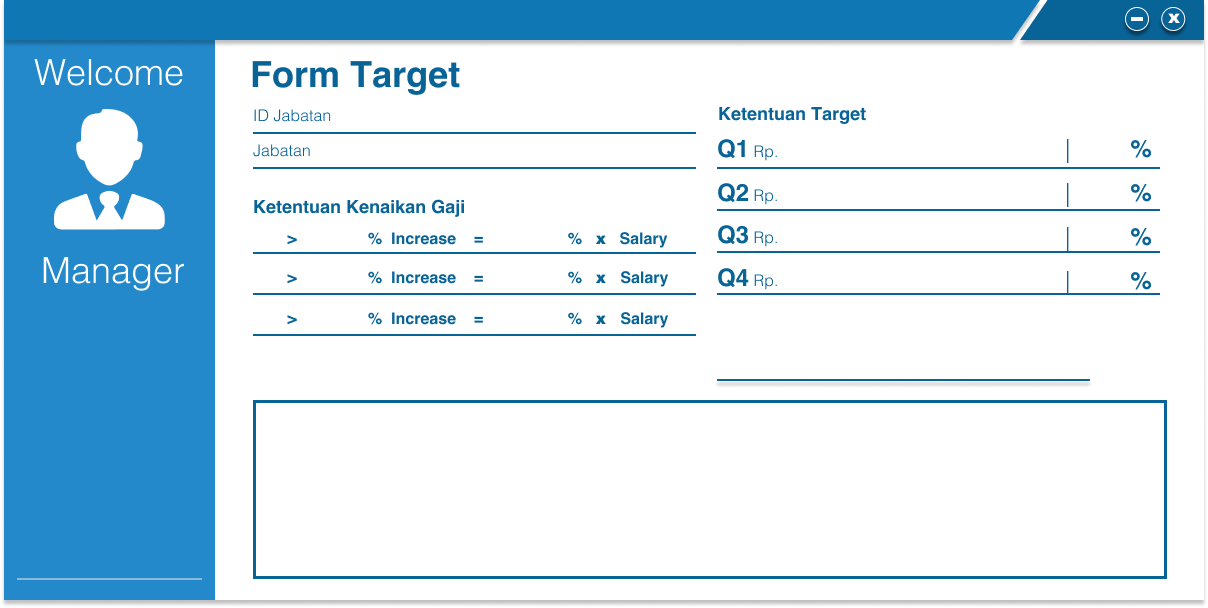 Welcome
Manager
Form Target
ID Jabatan
Jabatan
Ketentuan Kenaikan Gaji
> % Increase = % x Salary
> % Increase = % x Salary
> % Increase = % x Salary
Ketentuan Target
Q1 Rp. | %
Q2 Rp. | %
Q3 Rp. | %
Q4 Rp. | %